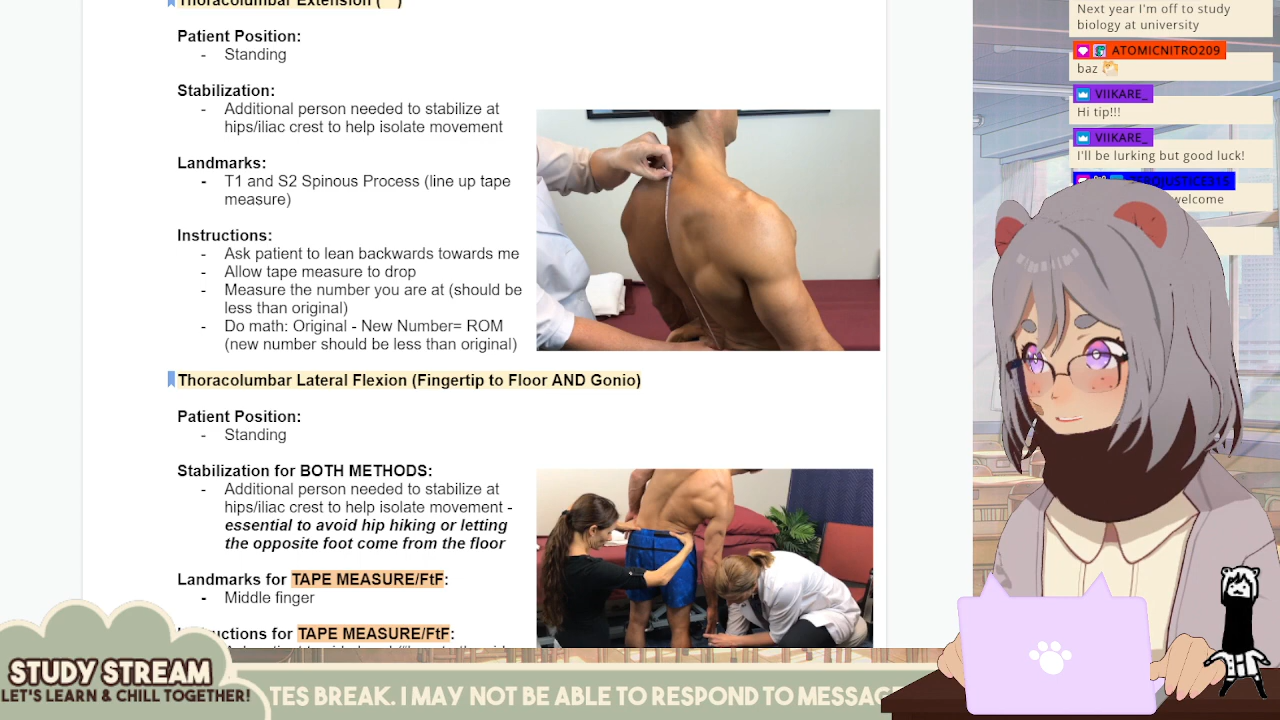 Thoracolumbar Extension (" ")
Patient Position:
- Standing
Stabilization:
- Additional person needed to stabilize at
hips/iliac crest to help isolate movement
Landmarks:
- T1 and S2 Spinous Process (line up tape
measure)
Instructions:
- Ask patient to lean backwards towards me
- Allow tape measure to drop
- Measure the number you are at (should be
less than original)
- Do math: Original - New Number= ROM
(new number should be less than original)
Thoracolumbar Lateral Flexion (Fingertip to Floor AND Gonio)
Patient Position:
- Standing
Stabilization for BOTH METHODS:
- Additional person needed to stabilize at
hips/iliac crest to help isolate movement -
essential to avoid hip hiking or letting
the opposite foot come from the floor
Landmarks for TAPE MEASURE/FtF:
- Middle finger
for TAPE MEASURE/FtF:
Next year I'm off to study
biology at university
ATOMICNITRO209
baz
VIIKARE_
Hi tip!!!
VIIKARE_
I'll be lurking but good luck!
welcome
STUDY STREAM
LET'S LEARN & CHILL TOGETHER!
TES BREAK. I MAY NOT BE ABLE TO RESPOND TO MESSAG